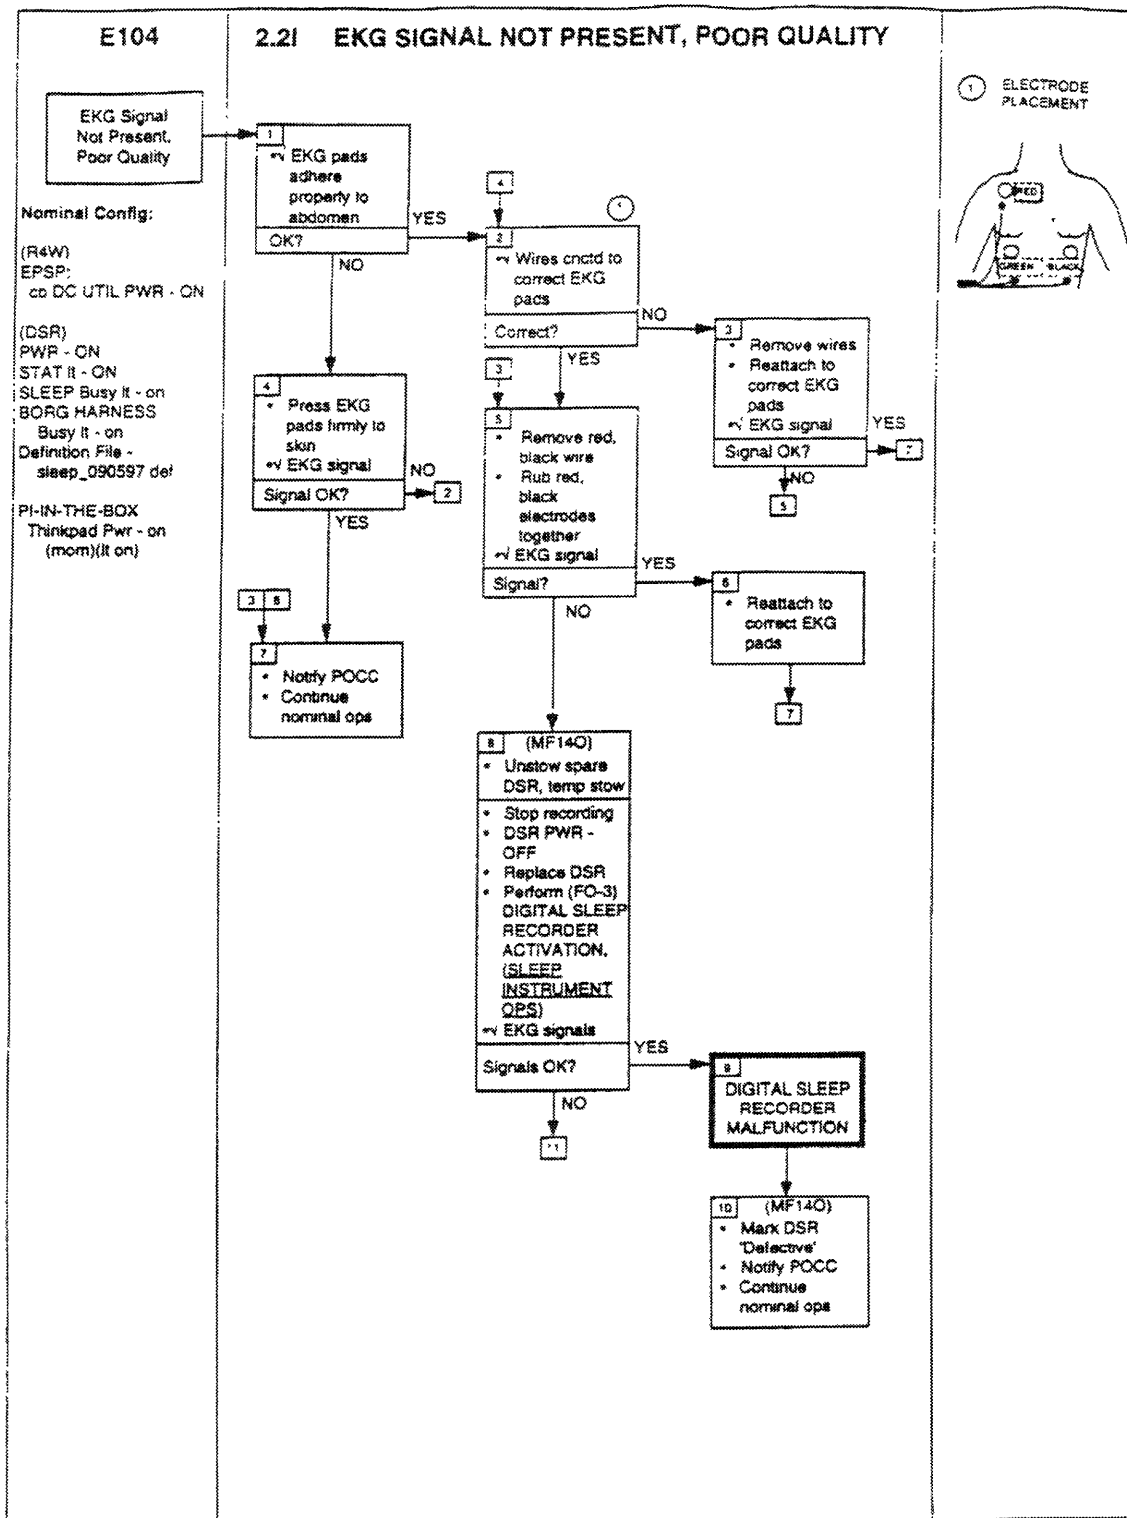 E104
2.2I EKG SIGNAL NOT PRESENT, POOR QUALITY
EKG Signal
Not Present,
Poor Quality
Nominal Config:
(R4W)
EPSP:
cb DC UTIL PWR - ON
(DSR)
PWR - ON
STAT lt - ON
SLEEP Busy lt - on
BORG HARNESS
Busy lt - on
Definition File -
sleep_090597 def
PI-IN-THE-BOX
Thinkpad Pwr - on
(mom)(lt on)
1
√ EKG pads
adhere
properly to
abdomen
OK?
YES
NO
4
• Press EKG
pads firmly to
skin
•√ EKG signal
Signal OK?
NO
2
YES
3 6
7
• Notify POCC
• Continue
nominal ops
4
1
2
√ Wires cnctd to
correct EKG
pads
Correct?
NO
YES
3
• Remove wires
• Reattach to
correct EKG
pads
•√ EKG signal
Signal OK?
YES
7
NO
5
3
5
• Remove red,
black wire
• Rub red,
black
electrodes
together
•√ EKG signal
Signal?
YES
NO
6
• Reattach to
correct EKG
pads
7
8 (MF14O)
• Unstow spare
DSR, temp stow
• Stop recording
• DSR PWR -
OFF
• Replace DSR
• Perform (FO-3)
DIGITAL SLEEP
RECORDER
ACTIVATION,
(SLEEP
INSTRUMENT
OPS)
•√ EKG signals
Signals OK?
YES
NO
11
9
DIGITAL SLEEP
RECORDER
MALFUNCTION
10 (MF14O)
• Mark DSR
'Defective'
• Notify POCC
• Continue
nominal ops
1 ELECTRODE
PLACEMENT
RED
GREEN BLACK